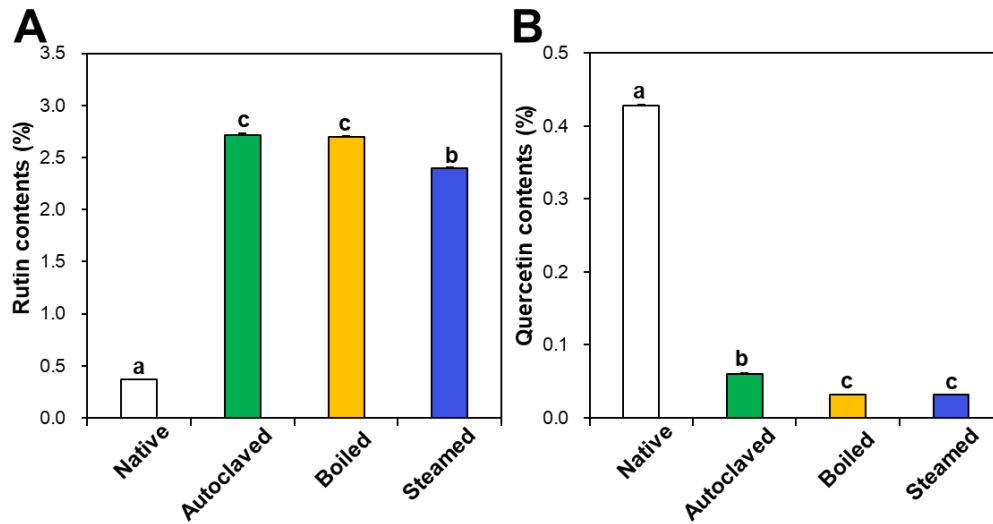 A
Rutin contents (%)
3.5
3.0
2.5
2.0
1.5
1.0
0.5
0.0
a
c
c
b
Native
Autoclaved
Boiled
Steamed
B
Quercetin contents (%)
0.5
0.4
0.3
0.2
0.1
0.0
a
b
c
c
Native
Autoclaved
Boiled
Steamed